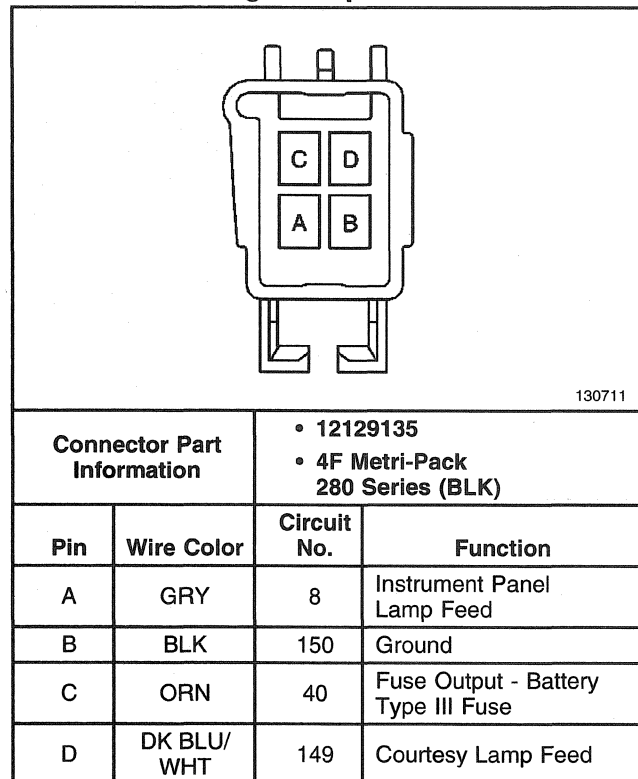 C D
A B
130711
Connector Part
Information
• 12129135
• 4F Metri-Pack
280 Series (BLK)
Pin Wire Color Circuit
No. Function
A GRY 8 Instrument Panel
Lamp Feed
B BLK 150 Ground
C ORN 40 Fuse Output - Battery
Type III Fuse
D DK BLU/
WHT 149 Courtesy Lamp Feed